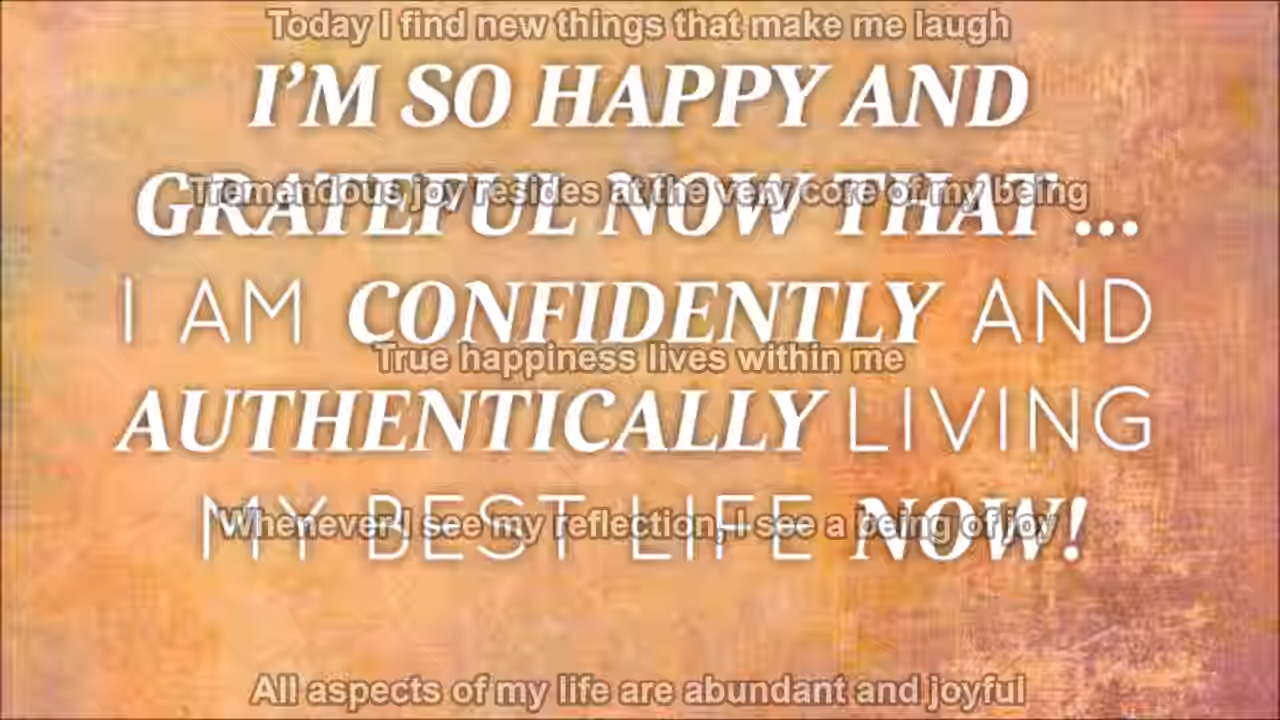 Today I find new things that make me laugh
I'M SO HAPPY AND
Tremendous joy resides at the very core of my being
GRATEFUL NOW THAT ...
I AM CONFIDENTLY AND
True happiness lives within me
AUTHENTICALLY LIVING
MY BEST LIFE NOW!
Whenever I see my reflection, I see a being of joy
All aspects of my life are abundant and joyful